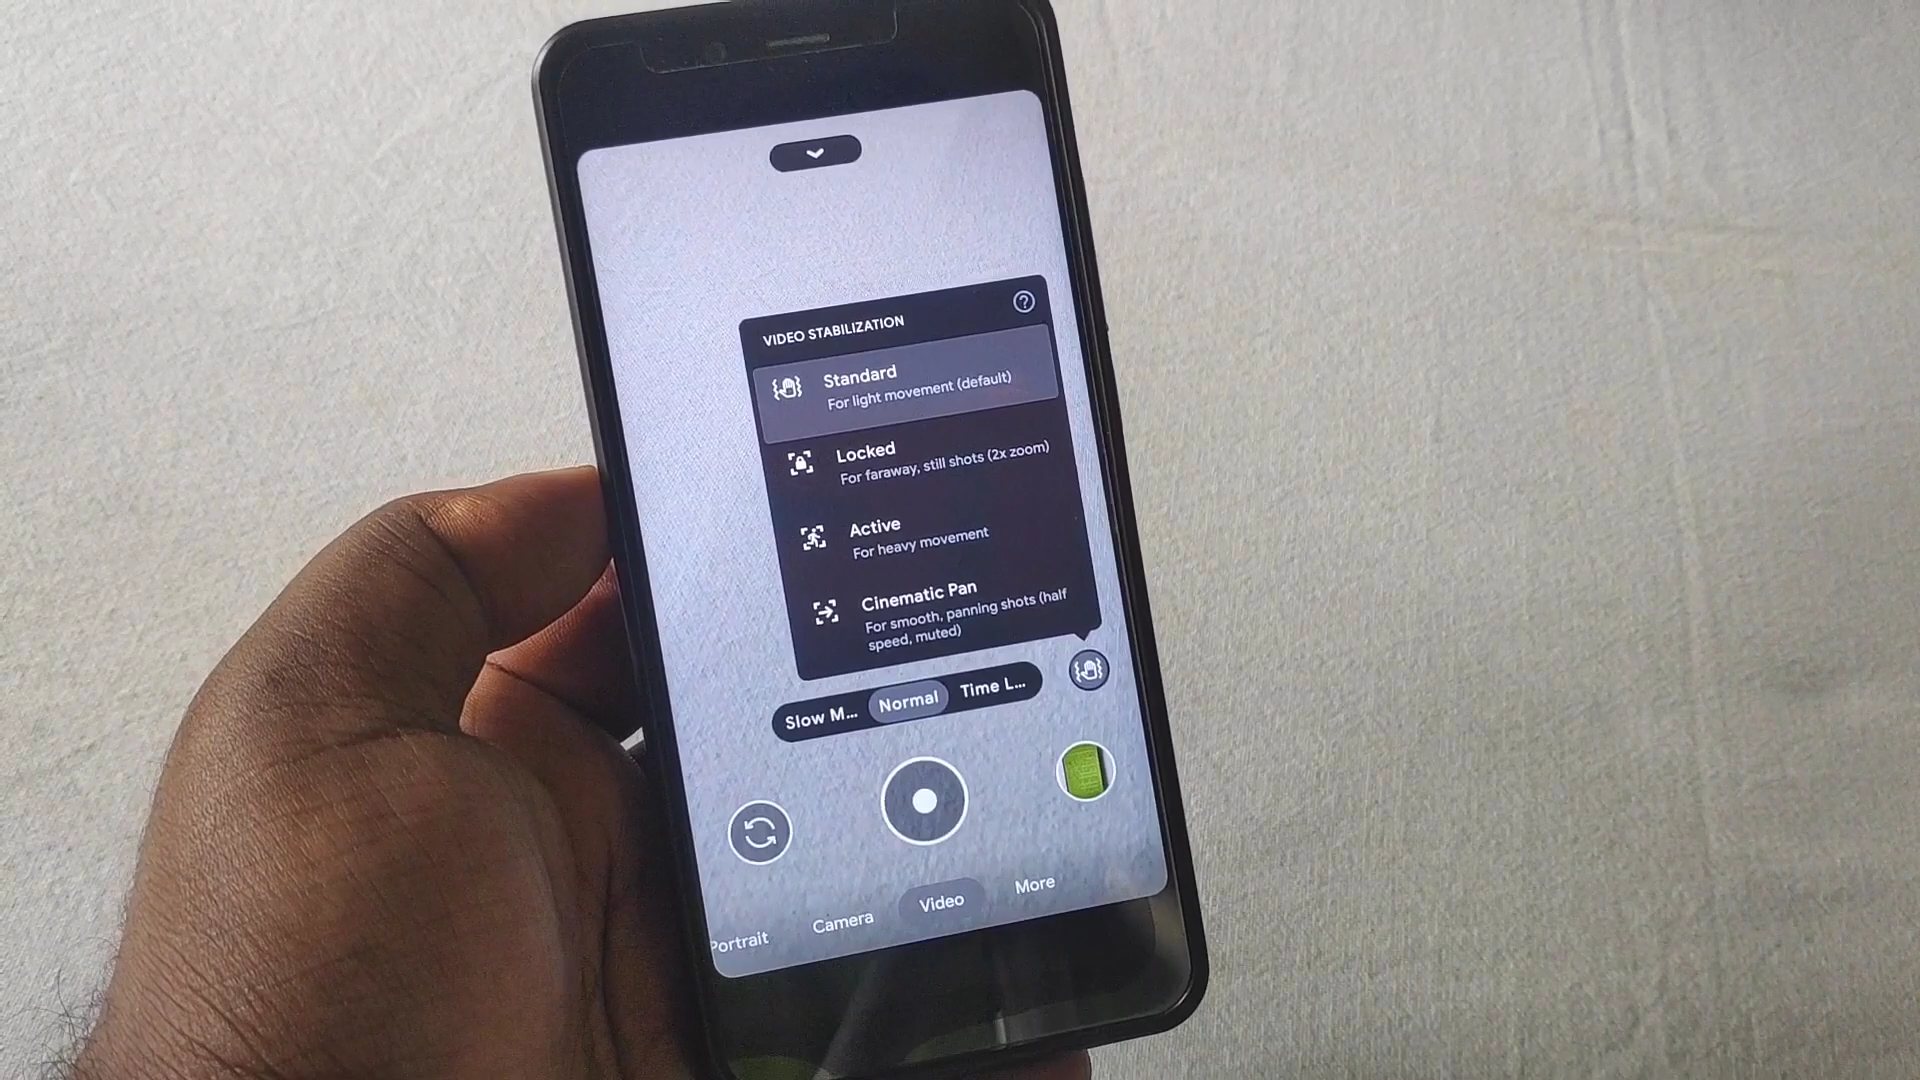 VIDEO STABILIZATION
Standard
For light movement (default)
Locked
For faraway, still shots (2x zoom)
Active
For heavy movement
Cinematic Pan
For smooth, panning shots (half
speed, muted)
Slow M... Normal Time L...
Portrait Camera Video More